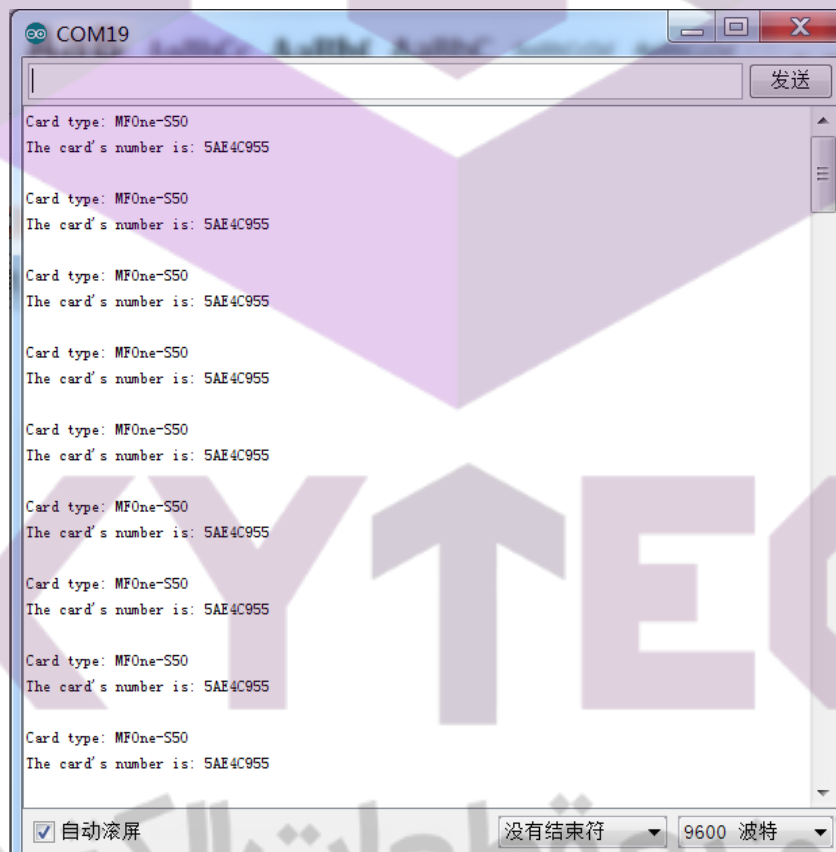 COM19
发送
Card type: MFOne-S50
The card's number is: 5AE4C955
Card type: MFOne-S50
The card's number is: 5AE4C955
Card type: MFOne-S50
The card's number is: 5AE4C955
Card type: MFOne-S50
The card's number is: 5AE4C955
Card type: MFOne-S50
The card's number is: 5AE4C955
Card type: MFOne-S50
The card's number is: 5AE4C955
Card type: MFOne-S50
The card's number is: 5AE4C955
Card type: MFOne-S50
The card's number is: 5AE4C955
Card type: MFOne-S50
The card's number is: 5AE4C955
KYTEC
自动滚屏 没有结束符 9600 波特